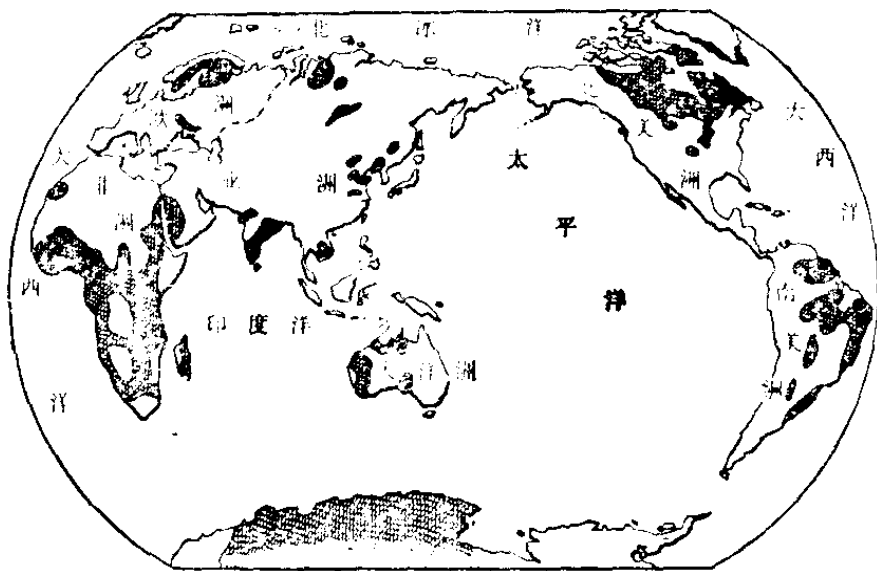 北 冰 洋
欧 洲
亚 洲
非 洲
大 西 洋
印 度 洋
太 平 洋
大 洋 洲
北 美 洲
南 美 洲
大 西 洋